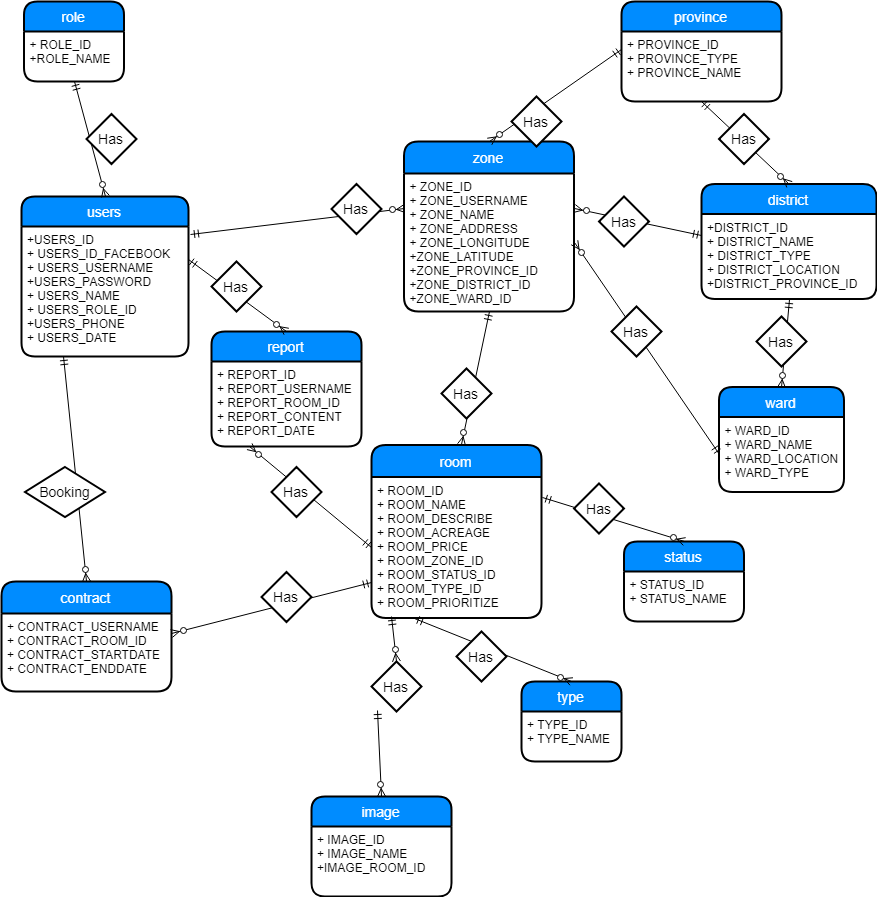 role
+ ROLE_ID
+ROLE_NAME
province
+ PROVINCE_ID
+ PROVINCE_TYPE
+ PROVINCE_NAME
Has
Has
Has
zone
+ ZONE_ID
+ ZONE_USERNAME
+ ZONE_NAME
+ ZONE_ADDRESS
+ ZONE_LONGITUDE
+ZONE_LATITUDE
+ZONE_PROVINCE_ID
+ZONE_DISTRICT_ID
+ZONE_WARD_ID
district
+DISTRICT_ID
+ DISTRICT_NAME
+ DISTRICT_TYPE
+ DISTRICT_LOCATION
+DISTRICT_PROVINCE_ID
users
+USERS_ID
+ USERS_ID_FACEBOOK
+ USERS_USERNAME
+USERS_PASSWORD
+ USERS_NAME
+ USERS_ROLE_ID
+USERS_PHONE
+ USERS_DATE
Has
Has
Has
Has
Has
report
+ REPORT_ID
+ REPORT_USERNAME
+ REPORT_ROOM_ID
+ REPORT_CONTENT
+ REPORT_DATE
Has
ward
+ WARD_ID
+ WARD_NAME
+ WARD_LOCATION
+ WARD_TYPE
room
+ ROOM_ID
+ ROOM_NAME
+ ROOM_DESCRIBE
+ ROOM_ACREAGE
+ ROOM_PRICE
+ ROOM_ZONE_ID
+ ROOM_STATUS_ID
+ ROOM_TYPE_ID
+ ROOM_PRIORITIZE
Booking
Has
Has
status
+ STATUS_ID
+ STATUS_NAME
contract
+ CONTRACT_USERNAME
+ CONTRACT_ROOM_ID
+ CONTRACT_STARTDATE
+ CONTRACT_ENDDATE
Has
Has
Has
type
+ TYPE_ID
+ TYPE_NAME
image
+ IMAGE_ID
+ IMAGE_NAME
+IMAGE_ROOM_ID